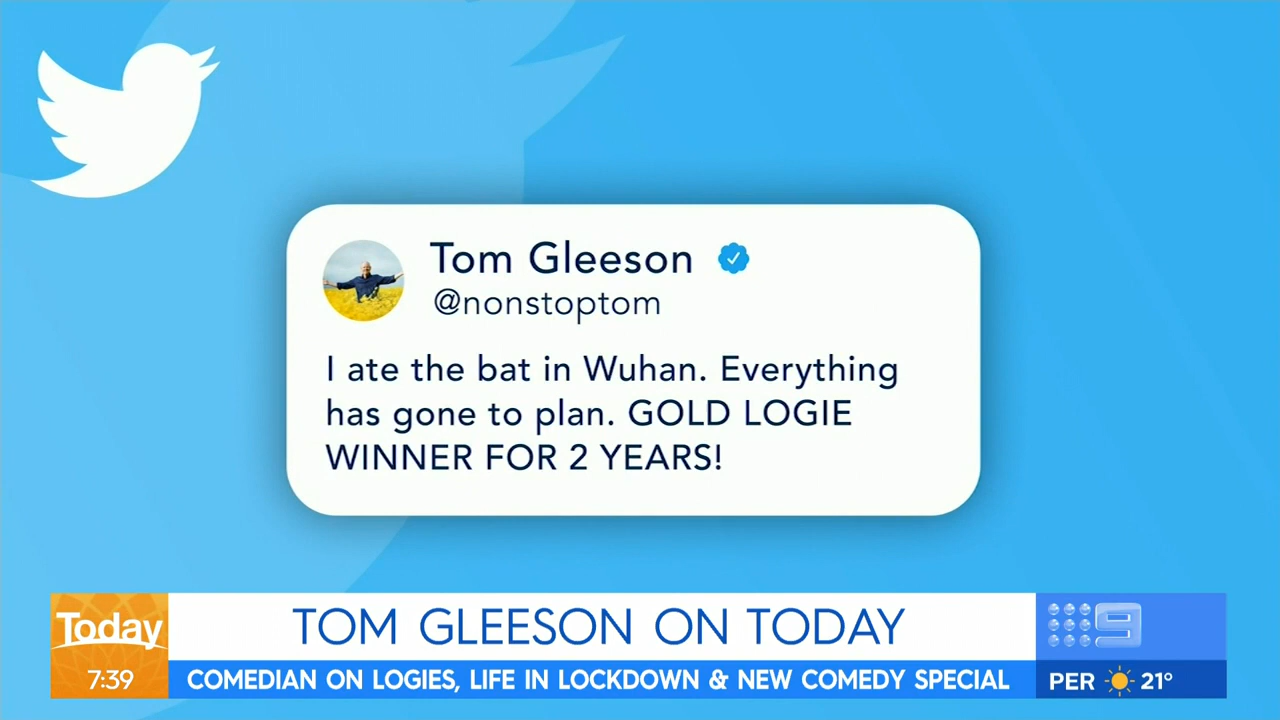 Tom Gleeson
@nonstoptom
I ate the bat in Wuhan. Everything
has gone to plan. GOLD LOGIE
WINNER FOR 2 YEARS!
Today
7:39
TOM GLEESON ON TODAY
9
COMEDIAN ON LOGIES, LIFE IN LOCKDOWN & NEW COMEDY SPECIAL
PER 21°